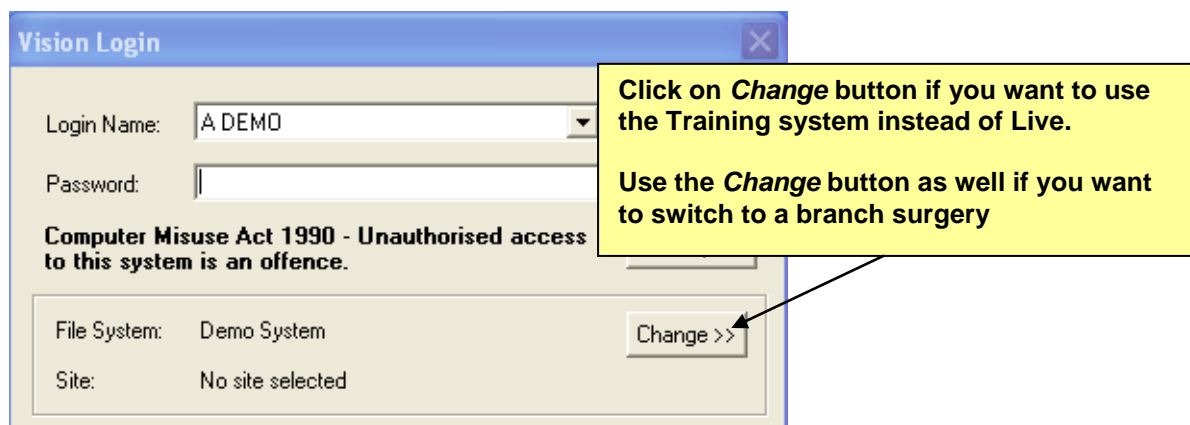 Vision Login
Click on Change button if you want to use
the Training system instead of Live.
Use the Change button as well if you want
to switch to a branch surgery
Login Name: A DEMO
Password:
Computer Misuse Act 1990 - Unauthorised access
to this system is an offence.
File System: Demo System
Change >>
Site: No site selected